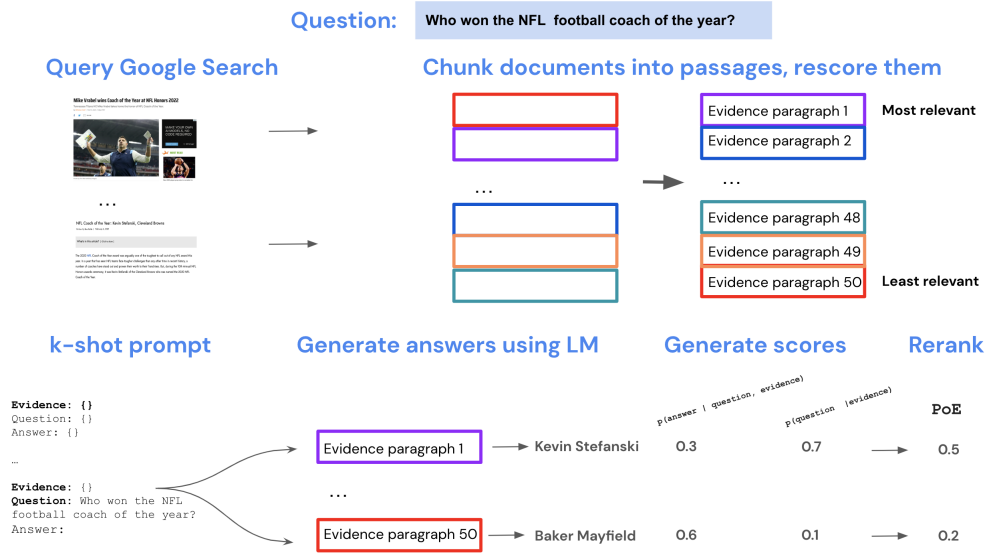 Question:
Who won the NFL  football coach of the year?
Query Google Search
Chunk documents into passages, rescore them
Mike Vrabel wins Coach of the Year at NFL Honors 2022
...
NFL Coach of the Year: Kevin Stefanski, Cleveland Browns
...
Evidence paragraph 1
Most relevant
Evidence paragraph 2
...
Evidence paragraph 48
Evidence paragraph 49
Evidence paragraph 50
Least relevant
k-shot prompt
Generate answers using LM
Generate scores
Rerank
Evidence: {}
Question: {}
Answer: {}
…
Evidence: {}
Question: Who won the NFL
football coach of the year?
Answer:
p(answer | question, evidence)
p(question |evidence)
PoE
Evidence paragraph 1
Kevin Stefanski
0.3
0.7
0.5
...
Evidence paragraph 50
Baker Mayfield
0.6
0.1
0.2